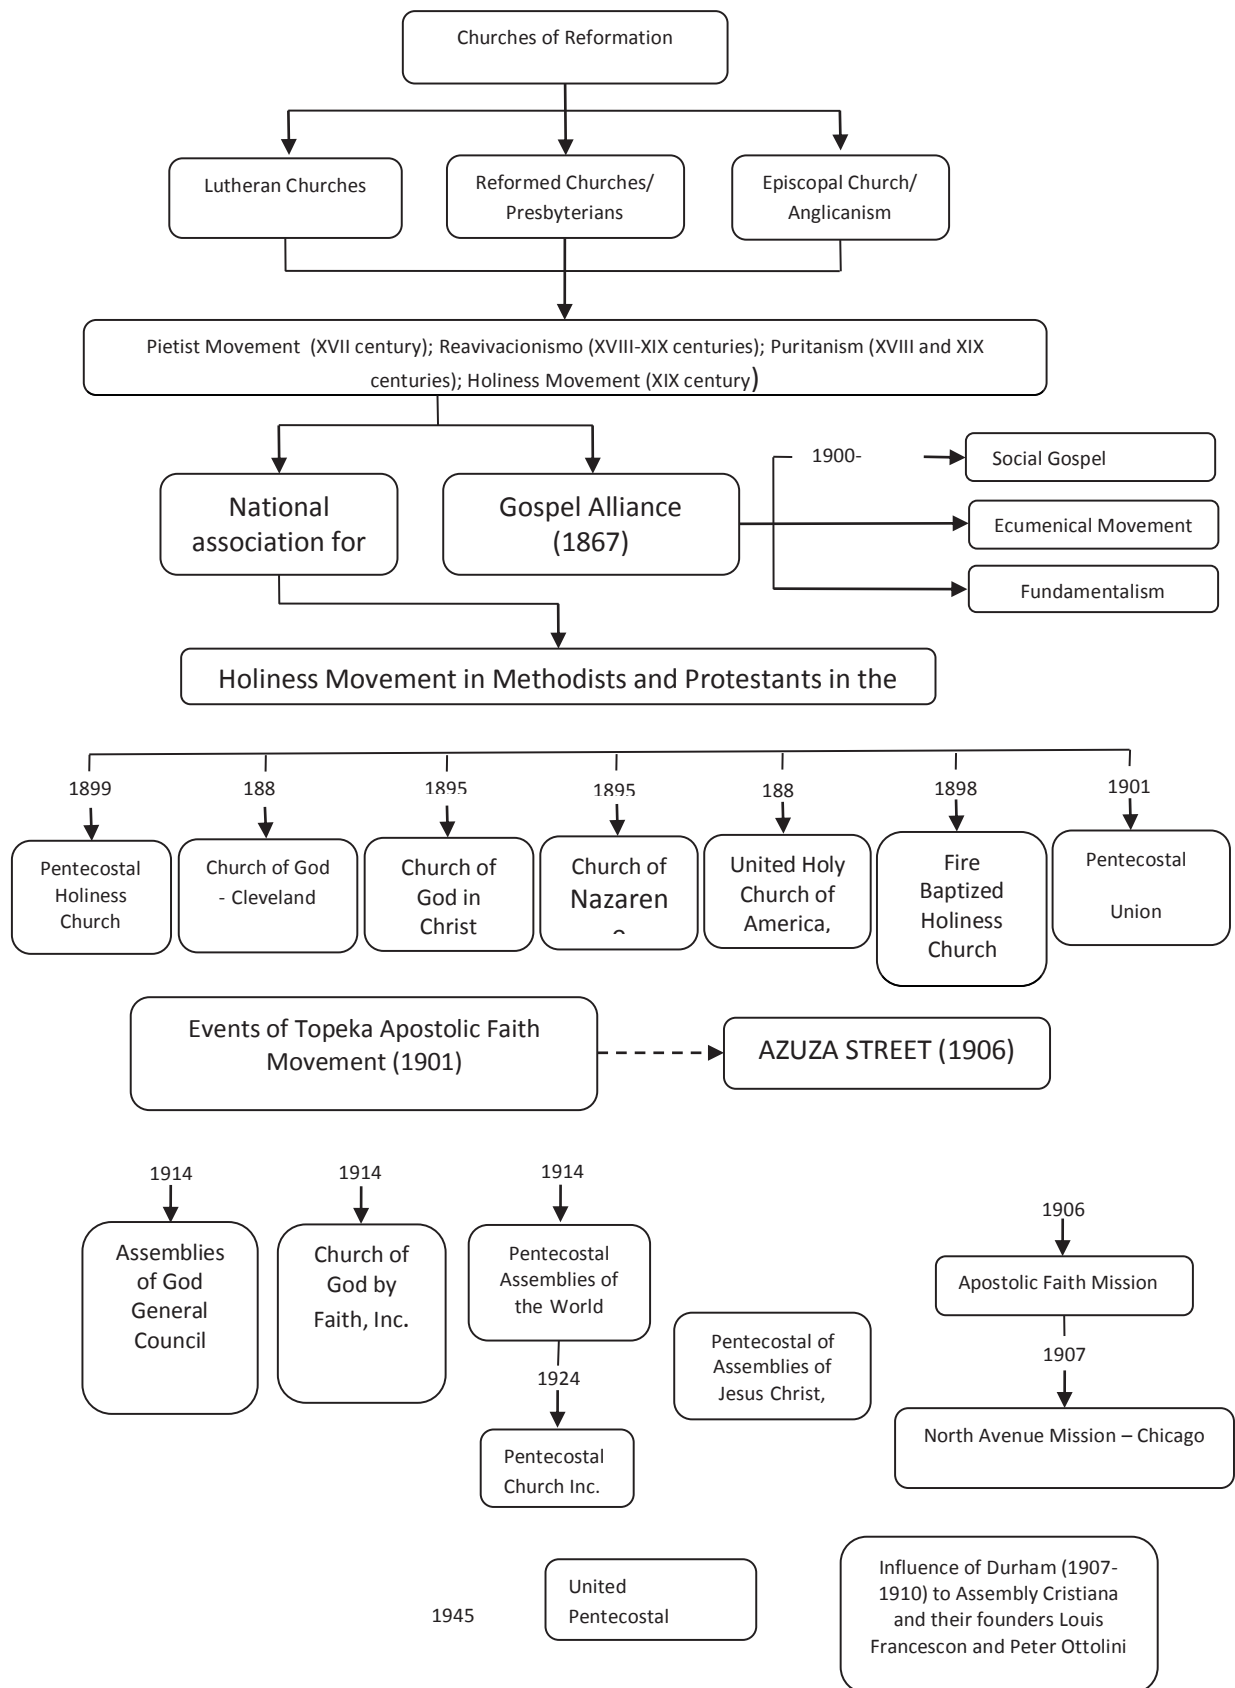 Churches of Reformation
Lutheran Churches
Reformed Churches/
Presbyterians
Episcopal Church/
Anglicanism
Pietist Movement (XVII century); Reavivacionismo (XVIII-XIX centuries); Puritanism (XVIII and XIX
centuries); Holiness Movement (XIX century)
National
association for
Gospel Alliance
(1867)
1900-
Social Gospel
Ecumenical Movement
Fundamentalism
Holiness Movement in Methodists and Protestants in the
1899
188
1895
1895
188
1898
1901
Pentecostal
Holiness
Church
Church of God
- Cleveland
Church of
God in
Christ
Church of
Nazaren
United Holy
Church of
America,
Fire
Baptized
Holiness
Church
Pentecostal
Union
Events of Topeka Apostolic Faith
Movement (1901)
AZUZA STREET (1906)
1914
1914
1914
1906
Assemblies
of God
General
Council
Church of
God by
Faith, Inc.
Pentecostal
Assemblies of
the World
Apostolic Faith Mission
Pentecostal of
Assemblies of
Jesus Christ,
1924
1907
Pentecostal
Church Inc.
North Avenue Mission – Chicago
1945
United
Pentecostal
Influence of Durham (1907-
1910) to Assembly Cristiana
and their founders Louis
Francescon and Peter Ottolini